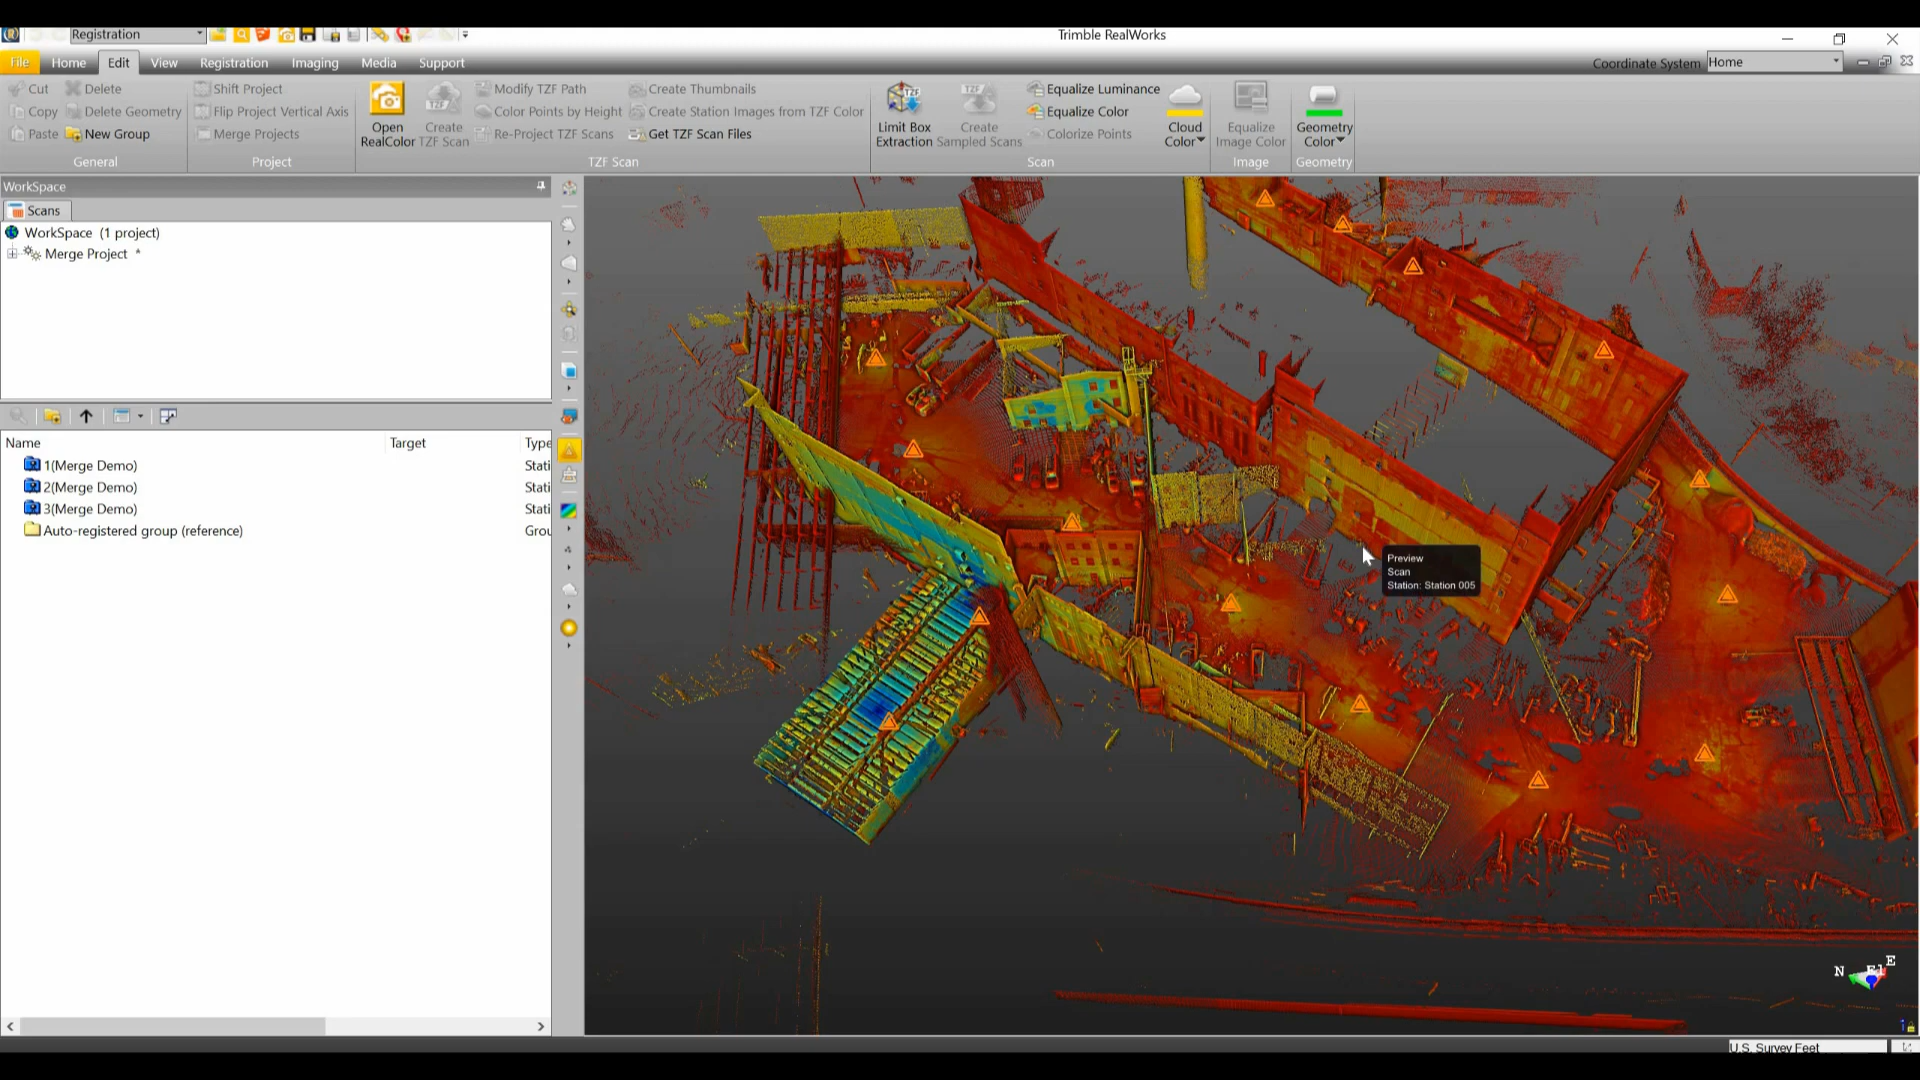 Registration
Trimble RealWorks
File Home Edit View Registration Imaging Media Support
Coordinate System Home
Cut Delete
Copy Delete Geometry
Paste New Group
General
Shift Project
Flip Project Vertical Axis
Merge Projects
Project
Open RealColor
TZF
Create TZF Scan
Modify TZF Path
Color Points by Height
Re-Project TZF Scans
Create Thumbnails
Create Station Images from TZF Color
Get TZF Scan Files
TZF Scan
TZF
Limit Box Extraction
TZF
Create Sampled Scans
Equalize Luminance
Equalize Color
Colorize Points
Cloud Color
Scan
Equalize Image Color
Image
Geometry Color
Geometry
WorkSpace
Scans
WorkSpace (1 project)
Merge Project *
Name Target Type
1(Merge Demo) Stati
2(Merge Demo) Stati
3(Merge Demo) Stati
Auto-registered group (reference) Grou
Preview
Scan
Station: Station 005
N El E
U.S. Survey Feet